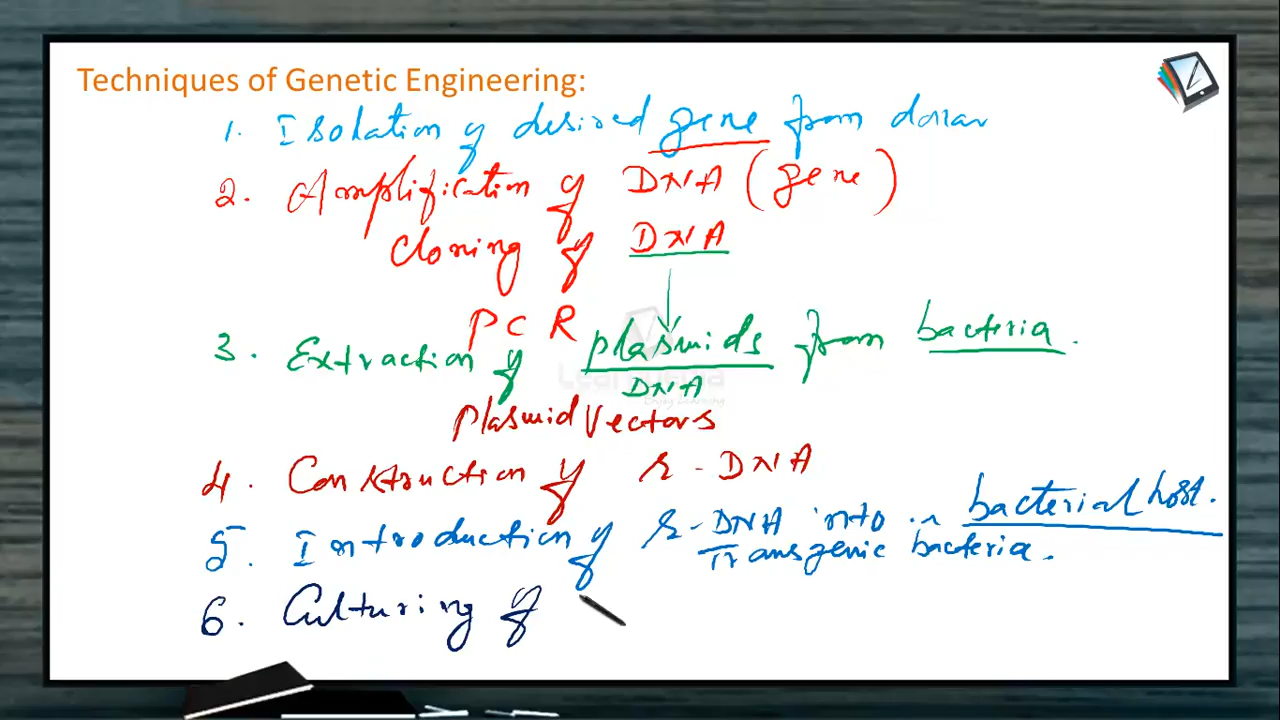 Techniques of Genetic Engineering:
1. Isolation of desired gene from donar
2. Amplification of DNA (gene)
Cloning of DNA
PCR
3. Extraction of plasmids from bacteria.
DNA
Plasmid Vectors
4. Construction of r-DNA
5. Introduction of r-DNA into in bacterial host.
Transgenic bacteria.
6. Culturing of